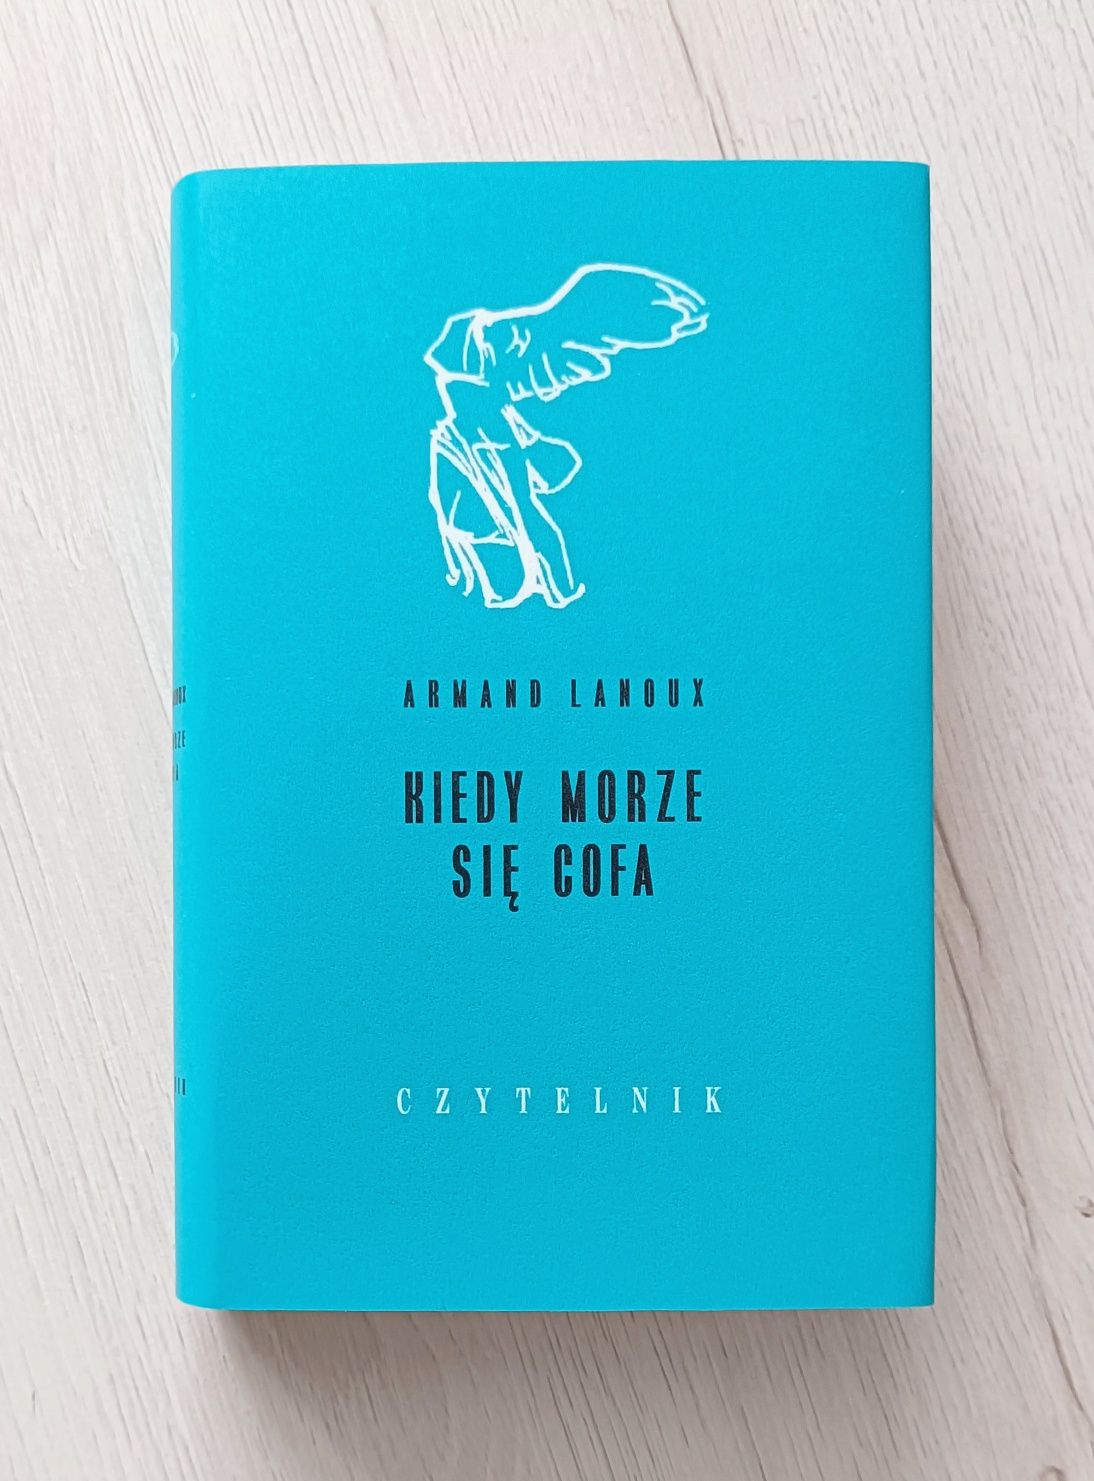 ARMAND LANOUX
KIEDY MORZE
SIĘ COFA
CZYTELNIK